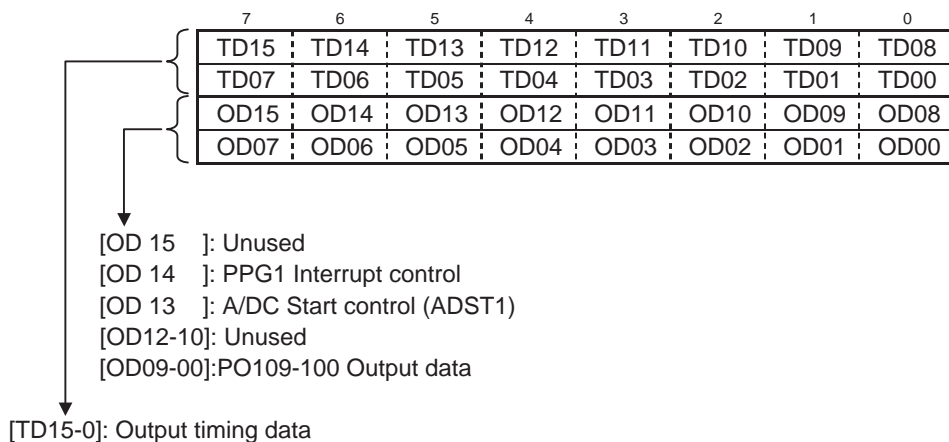 7 6 5 4 3 2 1 0
TD15 TD14 TD13 TD12 TD11 TD10 TD09 TD08
TD07 TD06 TD05 TD04 TD03 TD02 TD01 TD00
OD15 OD14 OD13 OD12 OD11 OD10 OD09 OD08
OD07 OD06 OD05 OD04 OD03 OD02 OD01 OD00
[OD 15 ]: Unused
[OD 14 ]: PPG1 Interrupt control
[OD 13 ]: A/DC Start control (ADST1)
[OD12-10]: Unused
[OD09-00]:PO109-100 Output data
[TD15-0]: Output timing data